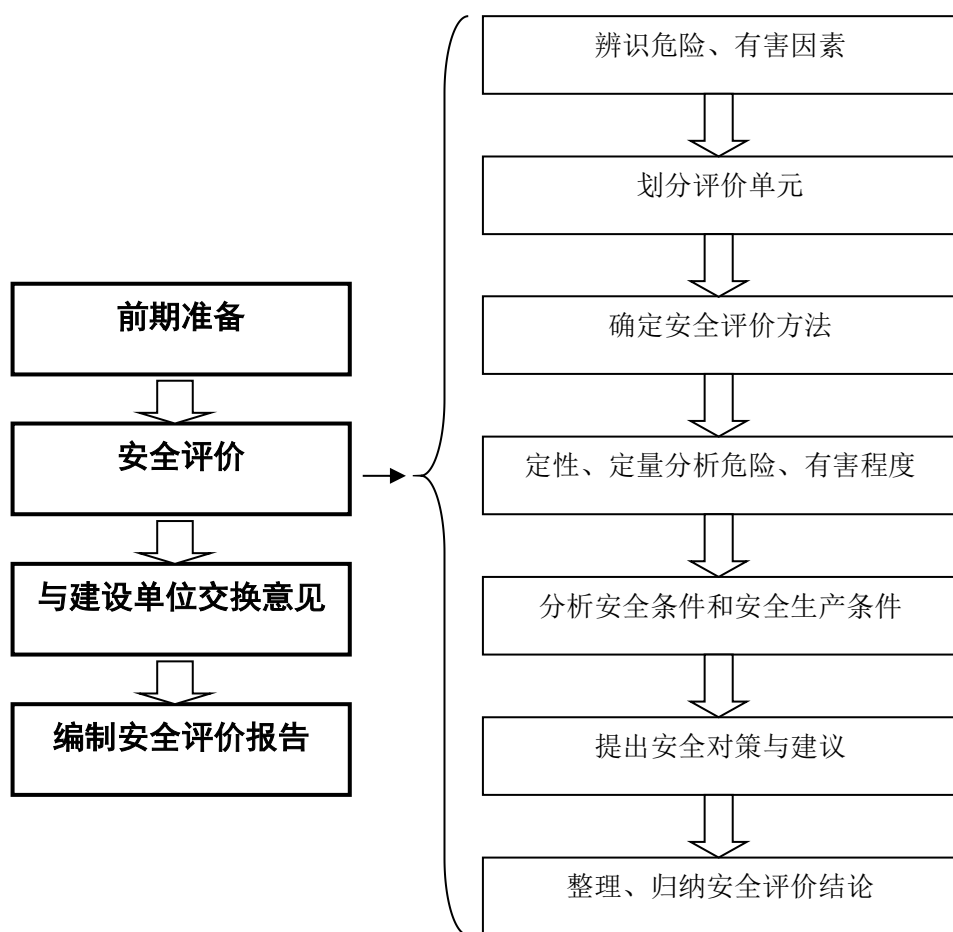 前期准备
安全评价
与建设单位交换意见
编制安全评价报告
辨识危险、有害因素
划分评价单元
确定安全评价方法
定性、定量分析危险、有害程度
分析安全条件和安全生产条件
提出安全对策与建议
整理、归纳安全评价结论